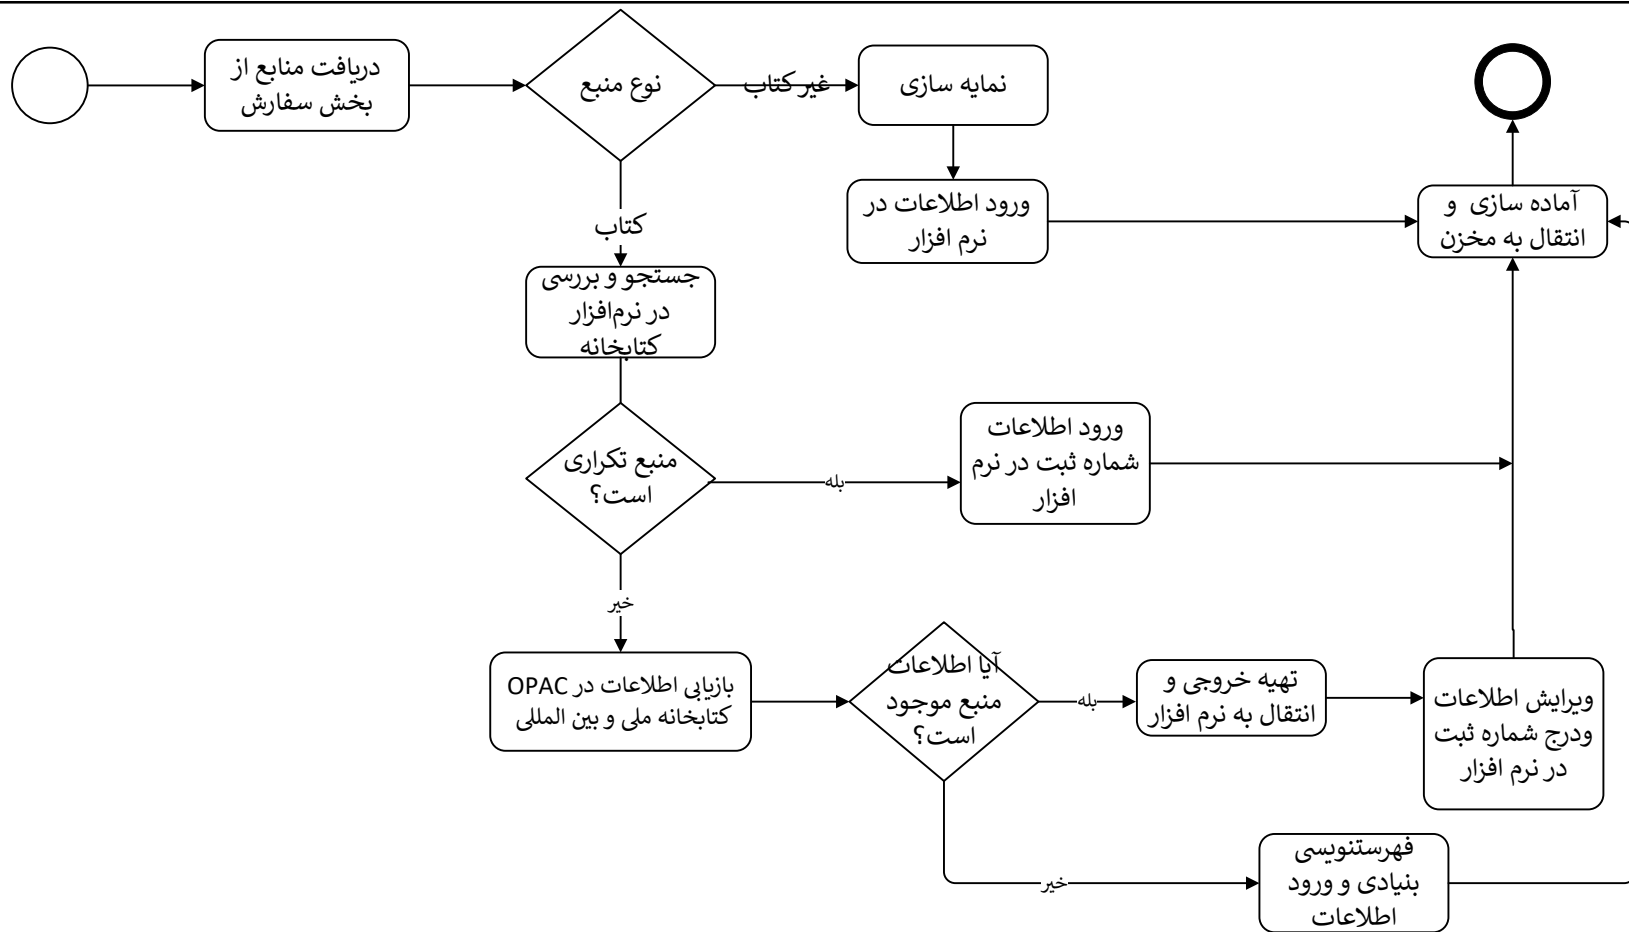 دریافت منابع از
بخش سفارش
نوع منبع
غیر کتاب
نمایه سازی
ورود اطلاعات در
نرم افزار
آماده سازی و
انتقال به مخزن
کتاب
جستجو و بررسی
در نرم‌افزار
کتابخانه
منبع تکراری
است؟
بله
ورود اطلاعات
شماره ثبت در نرم
افزار
خیر
بازیابی اطلاعات در OPAC
کتابخانه ملی و بین المللی
آیا اطلاعات
منبع موجود
است؟
بله
تهیه خروجی و
انتقال به نرم افزار
ویرایش اطلاعات
ودرج شماره ثبت
در نرم افزار
خیر
فهرستنویسی
بنیادی و ورود
اطلاعات